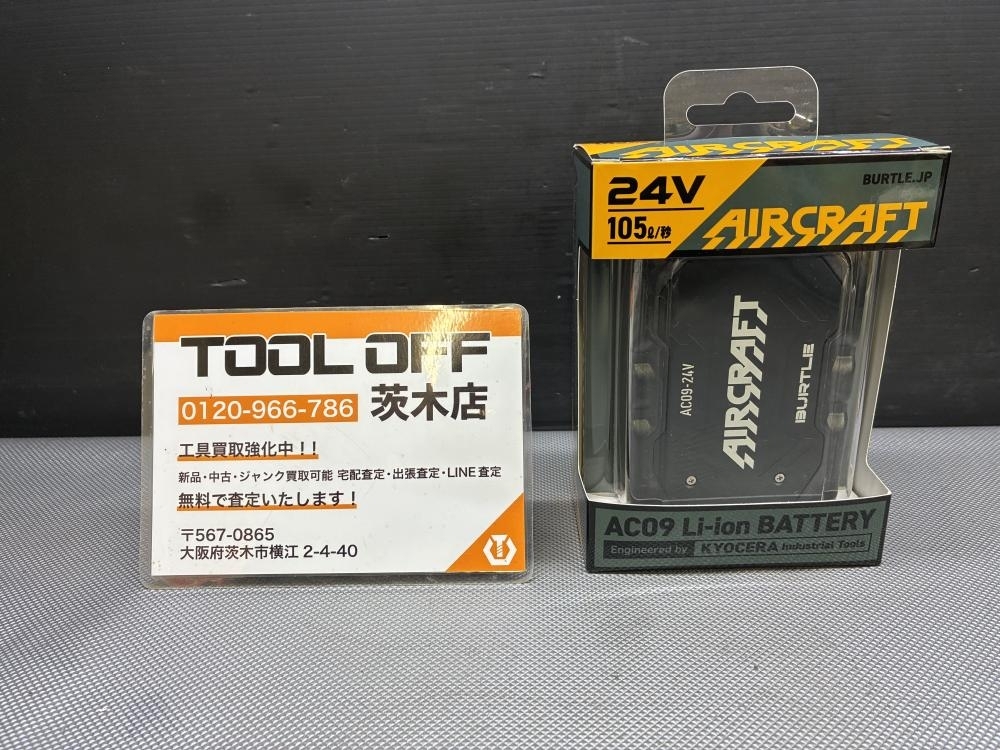 TOOL OFF
0120-966-786 茨木店
工具買取強化中！！
新品・中古・ジャンク買取可能 宅配査定・出張査定・LINE査定
無料で査定いたします！
〒567-0865
大阪府茨木市横江 2-4-40
AIRCRAFT
24V
105ℓ/秒
BURTLE.JP
AIRCRAFT
AC09-24V
AIRCRAFT
BURTLE
AC09 Li-ion BATTERY
Engineered by KYOCERA Industrial Tools